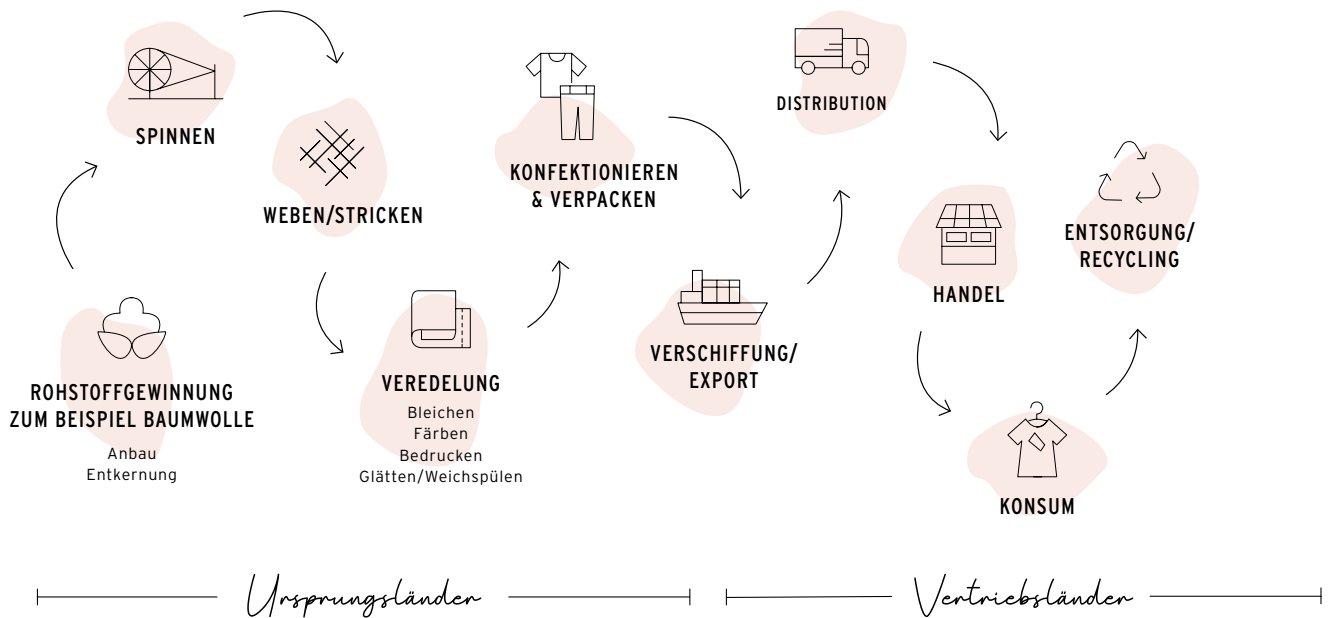 ROHSTOFFGEWINNUNG
ZUM BEISPIEL BAUMWOLLE
Anbau
Entkernung
SPINNEN
WEBEN/STRICKEN
VEREDELUNG
Bleichen
Färben
Bedrucken
Glätten/Weichspülen
KONFEKTIONIEREN
& VERPACKEN
VERSCHIFFUNG/
EXPORT
DISTRIBUTION
HANDEL
KONSUM
ENTSORGUNG/
RECYCLING
Ursprungsländer
Vertriebsländer